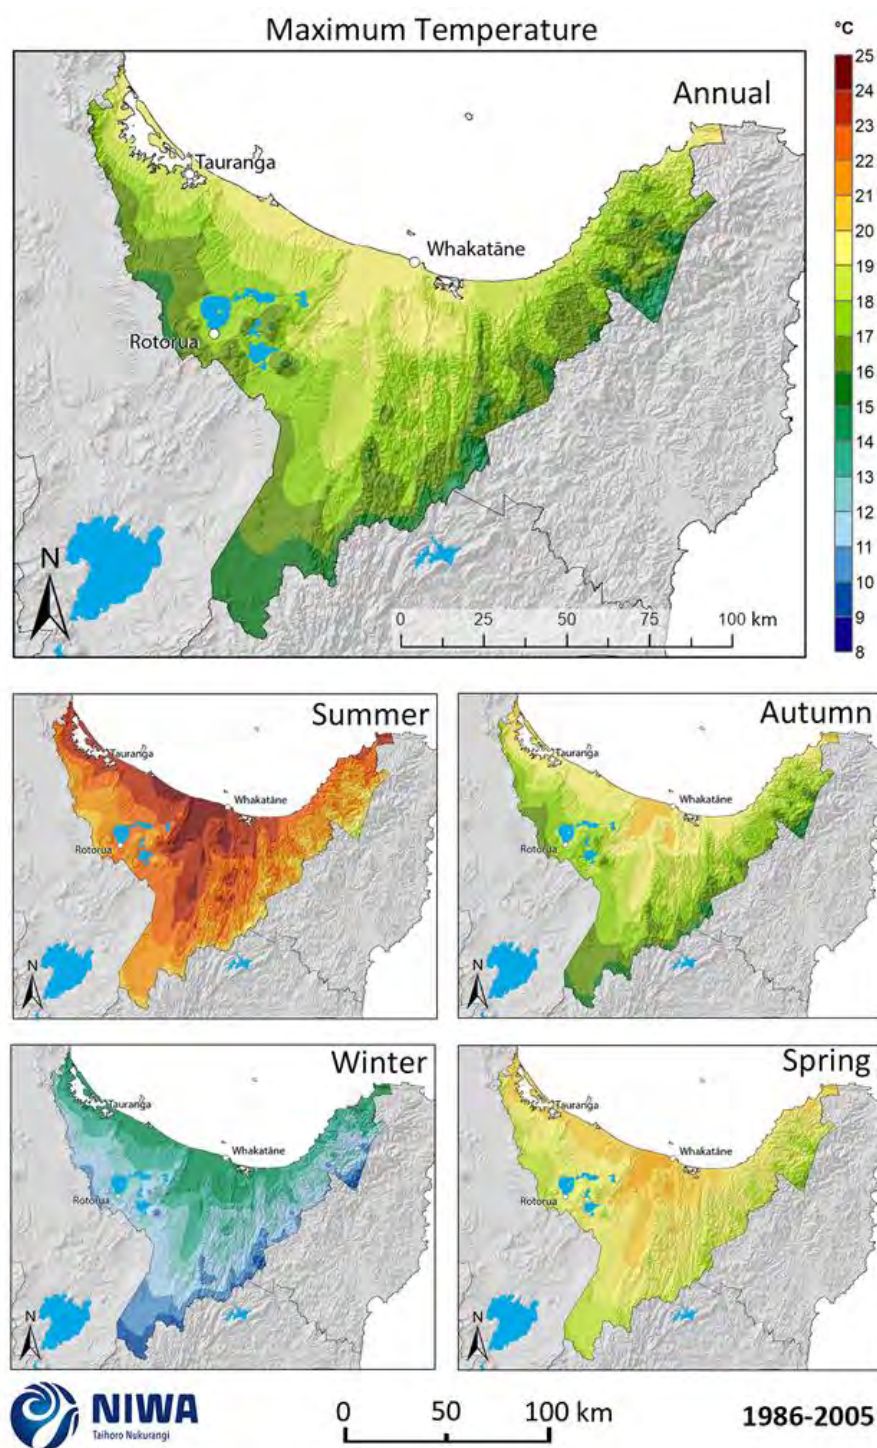 Maximum Temperature
°C
Annual
25
24
23
22
21
20
19
18
17
16
15
14
13
12
11
10
9
8
Tauranga
Whakatāne
Rotorua
N
0 25 50 75 100 km
Summer
Tauranga
Whakatāne
Rotorua
N
Autumn
Tauranga
Whakatāne
Rotorua
N
Winter
Tauranga
Whakatāne
Rotorua
N
Spring
Tauranga
Whakatāne
Rotorua
N
NIWA
Taihoro Nukurangi
0 50 100 km
1986-2005